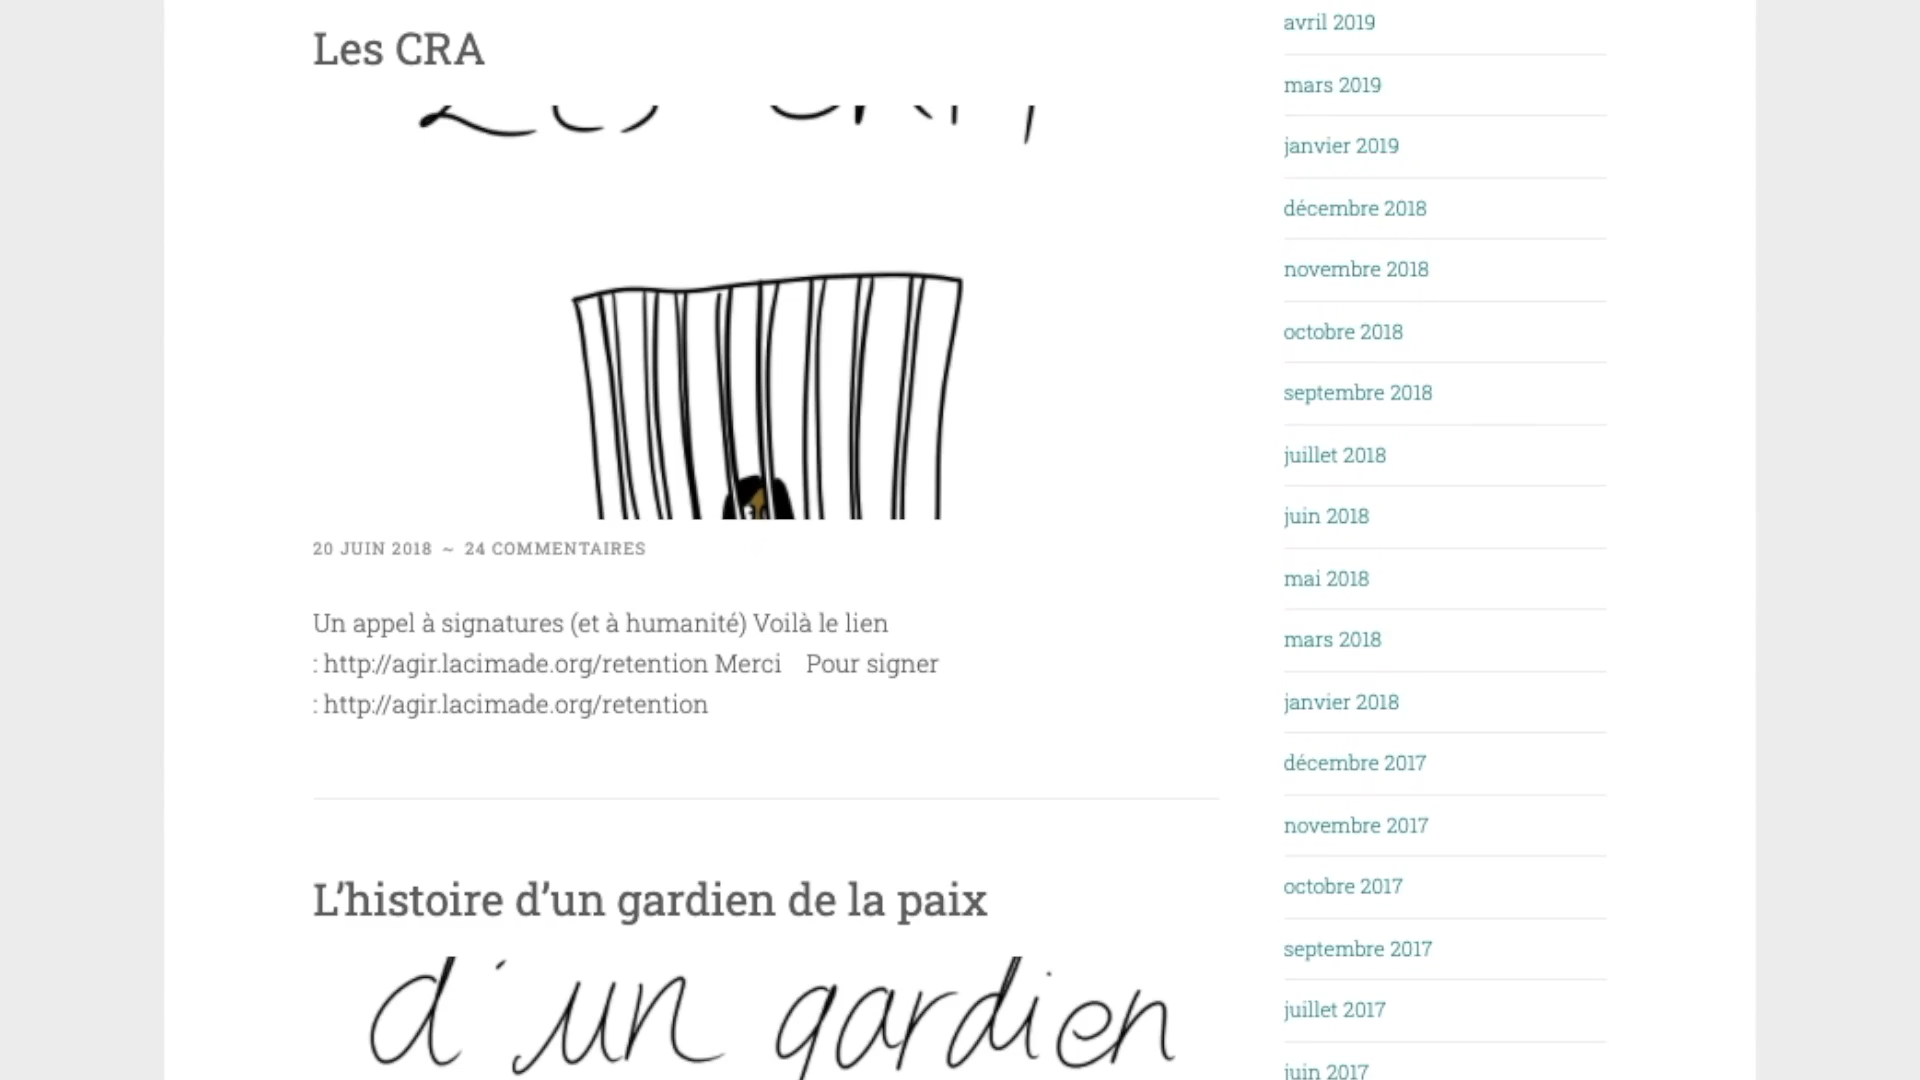 Les CRA
20 JUIN 2018 ~ 24 COMMENTAIRES
Un appel à signatures (et à humanité) Voilà le lien
: http://agir.lacimade.org/retention Merci    Pour signer
: http://agir.lacimade.org/retention
L’histoire d’un gardien de la paix
d'un gardien
avril 2019
mars 2019
janvier 2019
décembre 2018
novembre 2018
octobre 2018
septembre 2018
juillet 2018
juin 2018
mai 2018
mars 2018
janvier 2018
décembre 2017
novembre 2017
octobre 2017
septembre 2017
juillet 2017
juin 2017